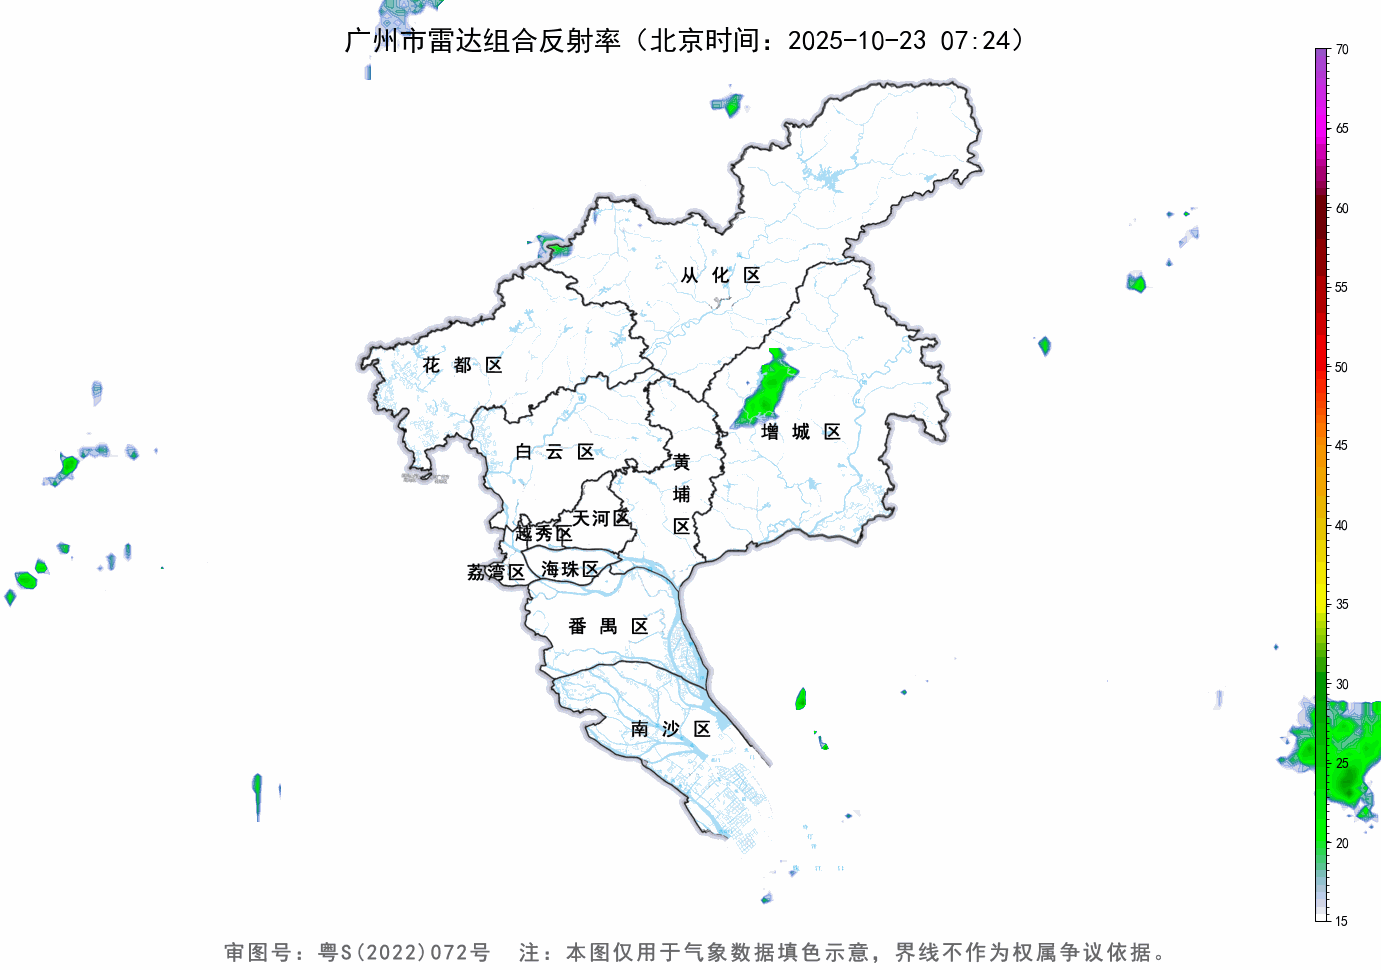 广州市雷达组合反射率（北京时间：2025-10-23 07:24）
70
65
60
55
50
45
40
35
30
25
20
15
从化区
花都区
增城区
白云区
黄埔区
天河区
越秀区
荔湾区
海珠区
番禺区
南沙区
审图号：粤S(2022)072号 注：本图仅用于气象数据填色示意，界线不作为权属争议依据。